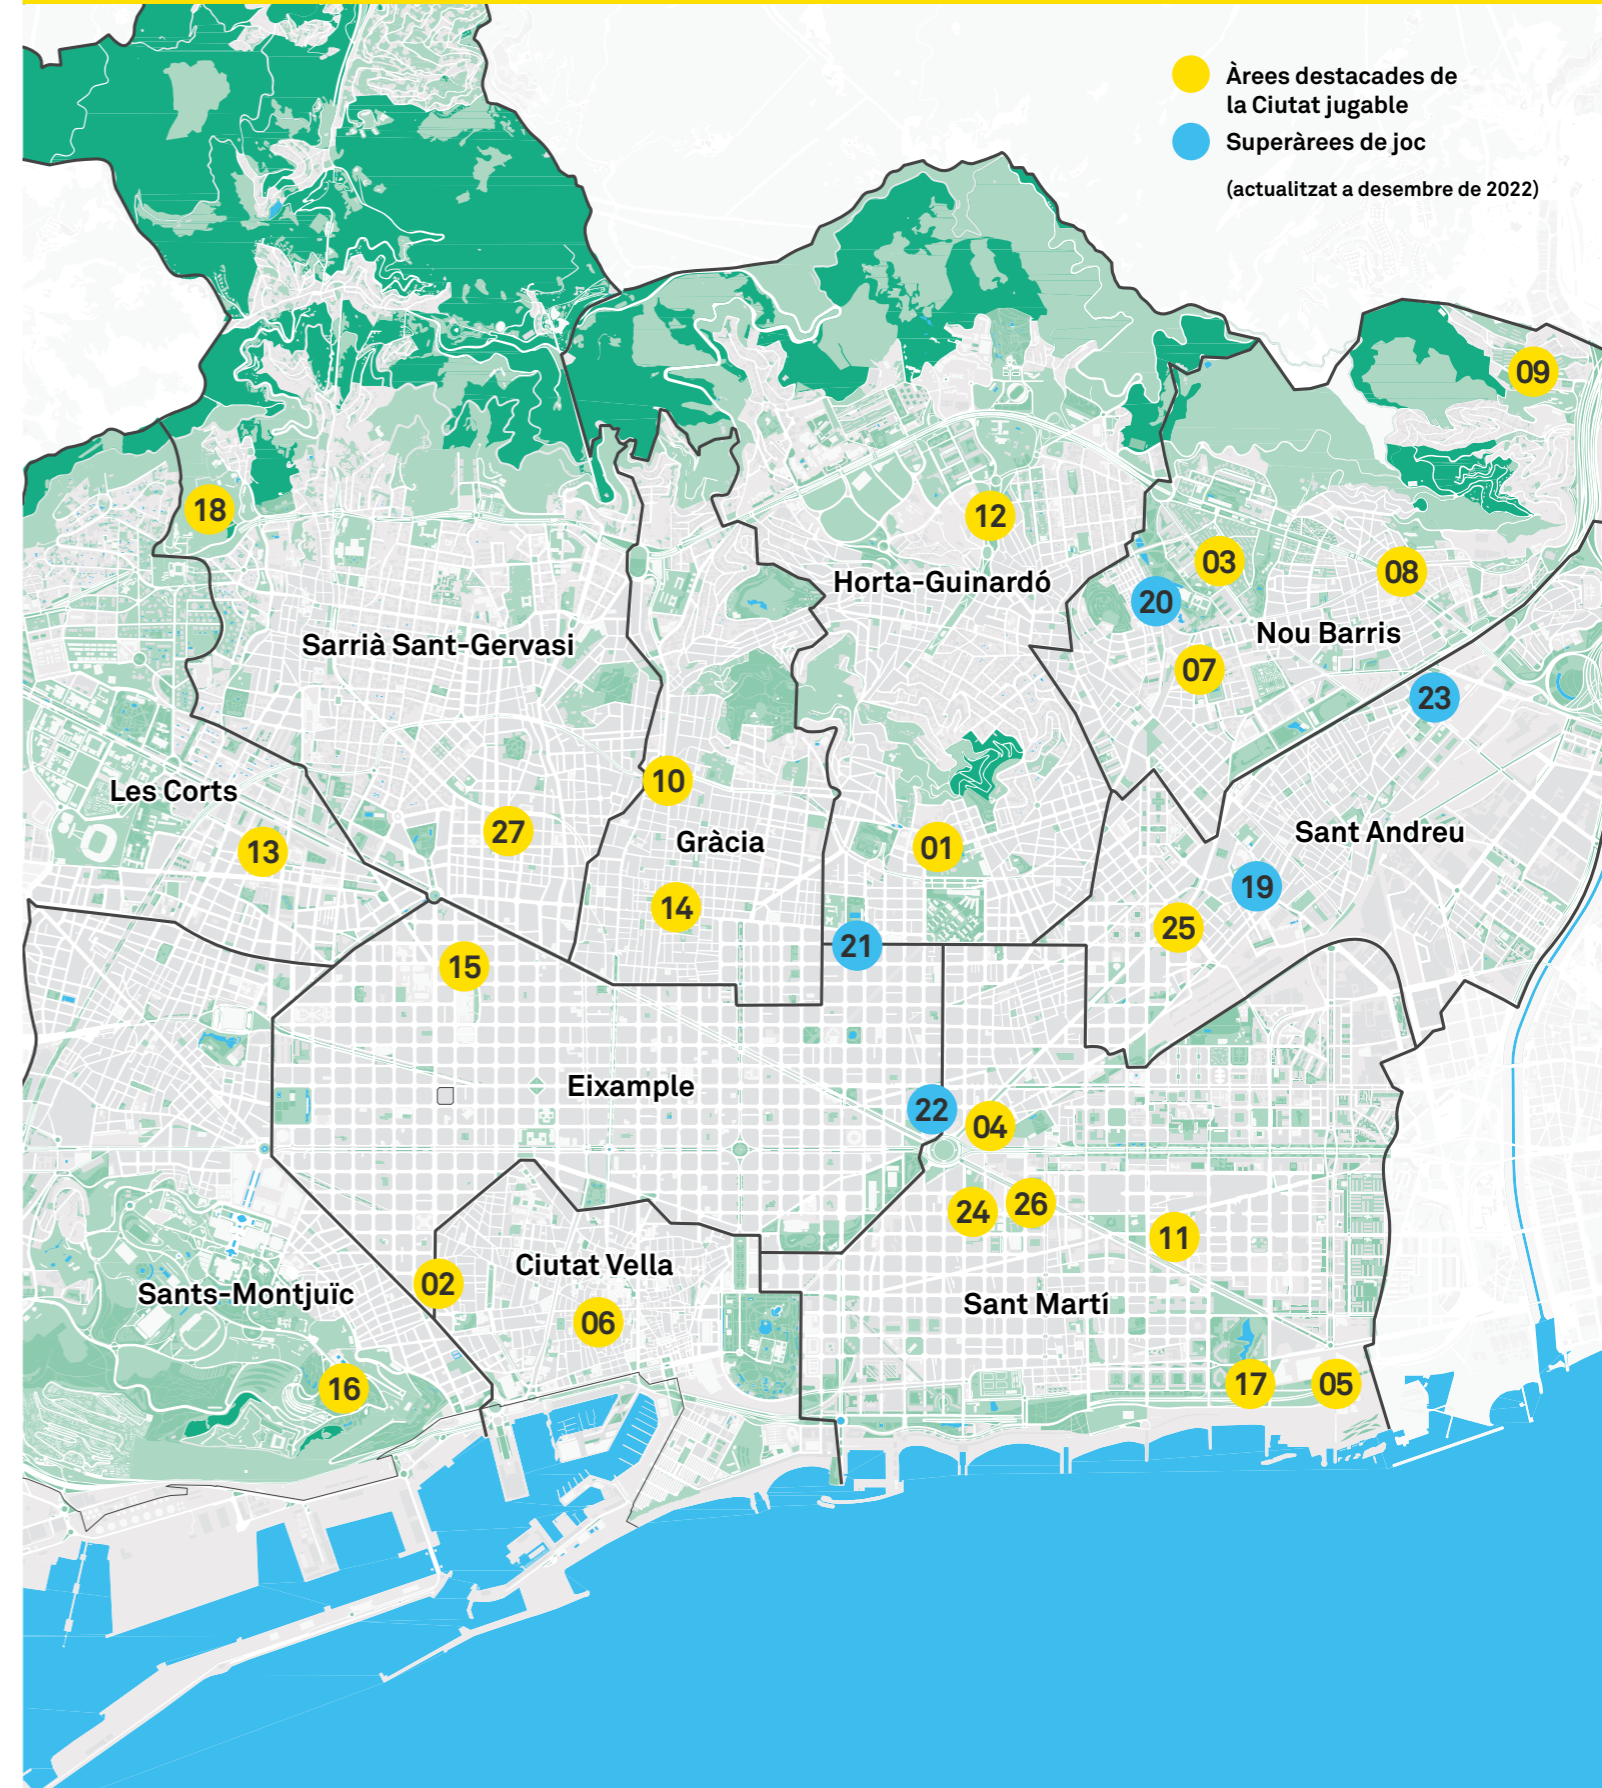 Àrees destacades de
la Ciutat jugable
Superàrees de joc
(actualitzat a desembre de 2022)
09
18
12
03
08
20
Horta-Guinardó
Nou Barris
Sarrià Sant-Gervasi
07
23
10
Les Corts
27
Gràcia
Sant Andreu
13
01
19
14
25
21
15
Eixample
22
04
26
24
11
Ciutat Vella
02
Sants-Montjuïc
Sant Martí
06
16
17
05